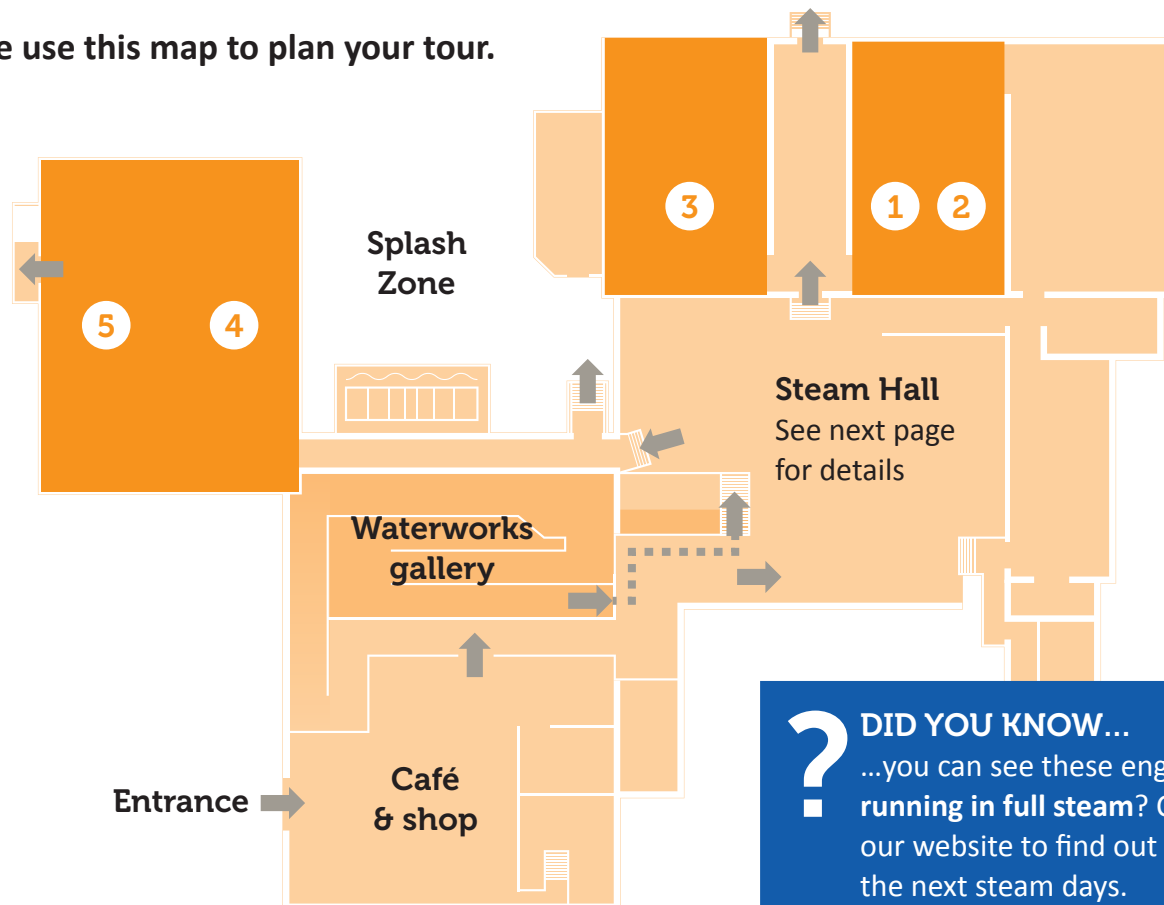 use this map to plan your tour.
3
1
2
Splash
Zone
5
4
Steam Hall
See next page
for details
Waterworks
gallery
Entrance
Café
& shop
?
DID YOU KNOW...
...you can see these
running in full steam?
our website to find out
the next steam days.